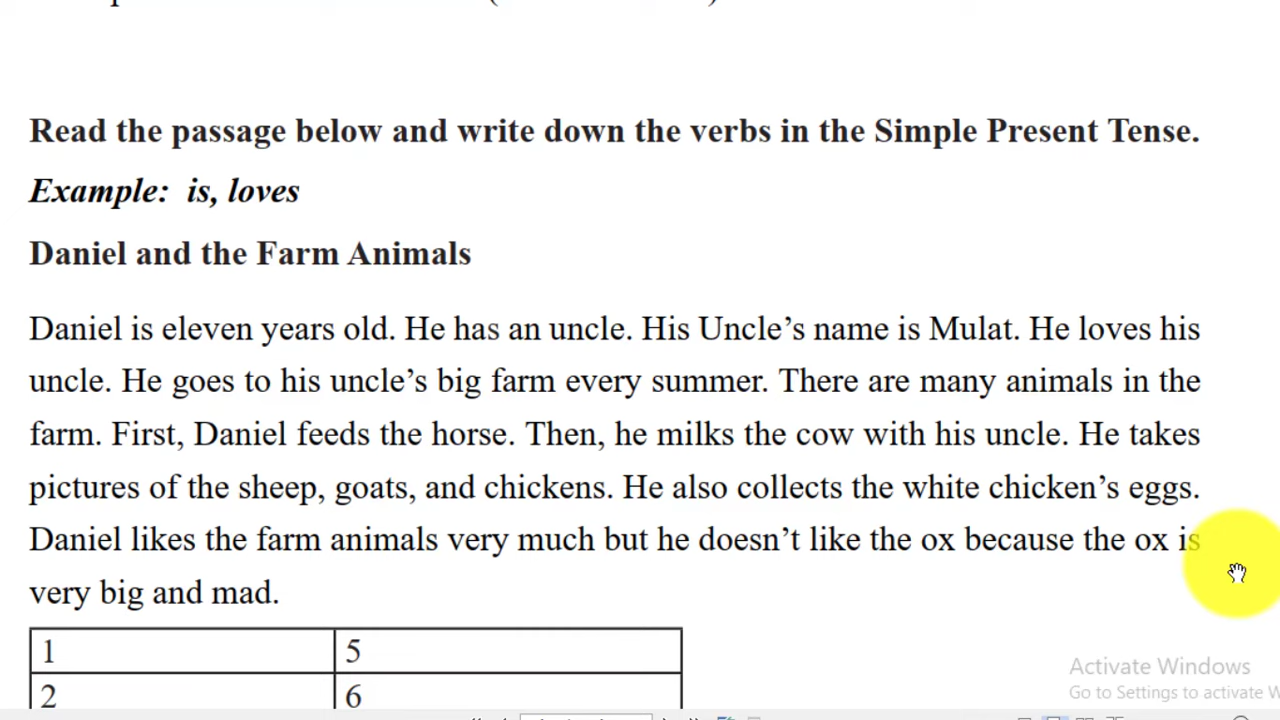 Read the passage below and write down the verbs in the Simple Present Tense.
Example: is, loves
Daniel and the Farm Animals
Daniel is eleven years old. He has an uncle. His Uncle’s name is Mulat. He loves his
uncle. He goes to his uncle’s big farm every summer. There are many animals in the
farm. First, Daniel feeds the horse. Then, he milks the cow with his uncle. He takes
pictures of the sheep, goats, and chickens. He also collects the white chicken’s eggs.
Daniel likes the farm animals very much but he doesn’t like the ox because the ox is
very big and mad.
1 5
2 6
Activate Windows
Go to Settings to activate W